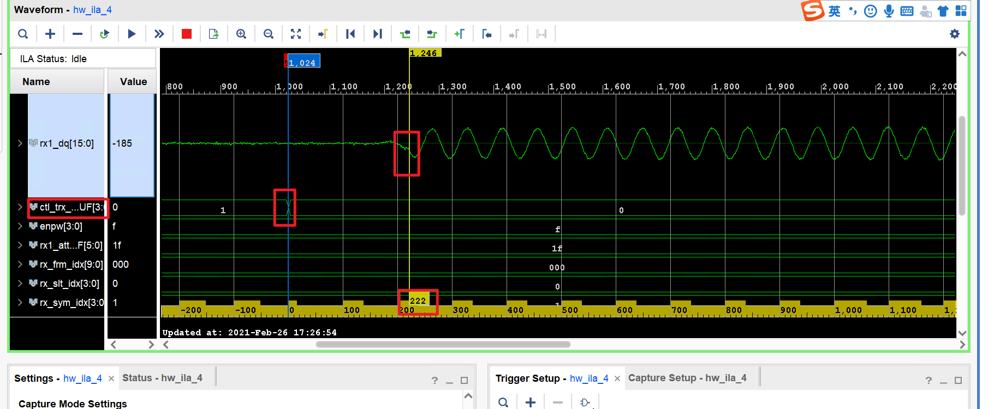 Waveform - hw_ila_4
英
ILA Status: Idle
1,024
1,246
Name
Value
800 900 1,000 1,100 1,200 1,300 1,400 1,500 1,600 1,700 1,800 1,900 2,000 2,100 2,200
rx1_dq[15:0] -185
ctl_trx_...UF[3: 0 1 0
enpw[3:0] f f
rx1_att...F[5:0] 1f 1f
rx_frm_idx[9:0] 000 000
rx_slt_idx[3:0] 0 0
rx_sym_idx[3:0 1
222
-200 -100 0 100 200 300 400 500 600 700 800 900 1,000 1,100
Updated at: 2021-Feb-26 17:26:54
Settings - hw_ila_4 × Status - hw_ila_4 ?
Trigger Setup - hw_ila_4 × Capture Setup - hw_ila_4 ?
Capture Mode Settings